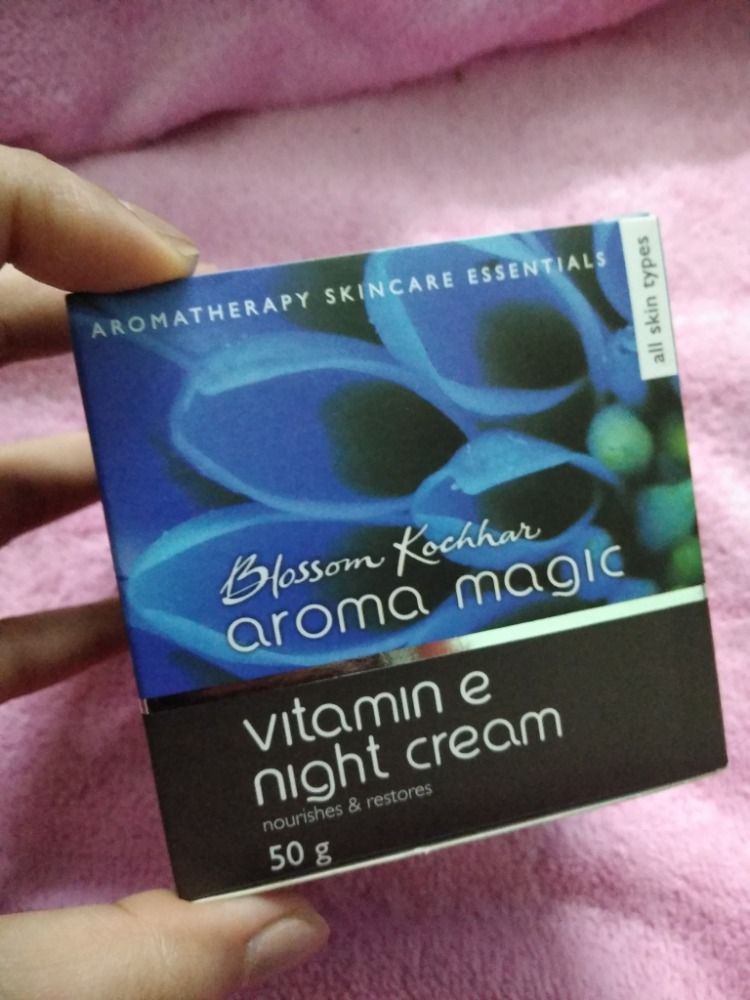 AROMATHERAPY SKINCARE ESSENTIALS
all skin types
Blossom Kochhar
aroma magic
vitamin e
night cream
nourishes & restores
50 g